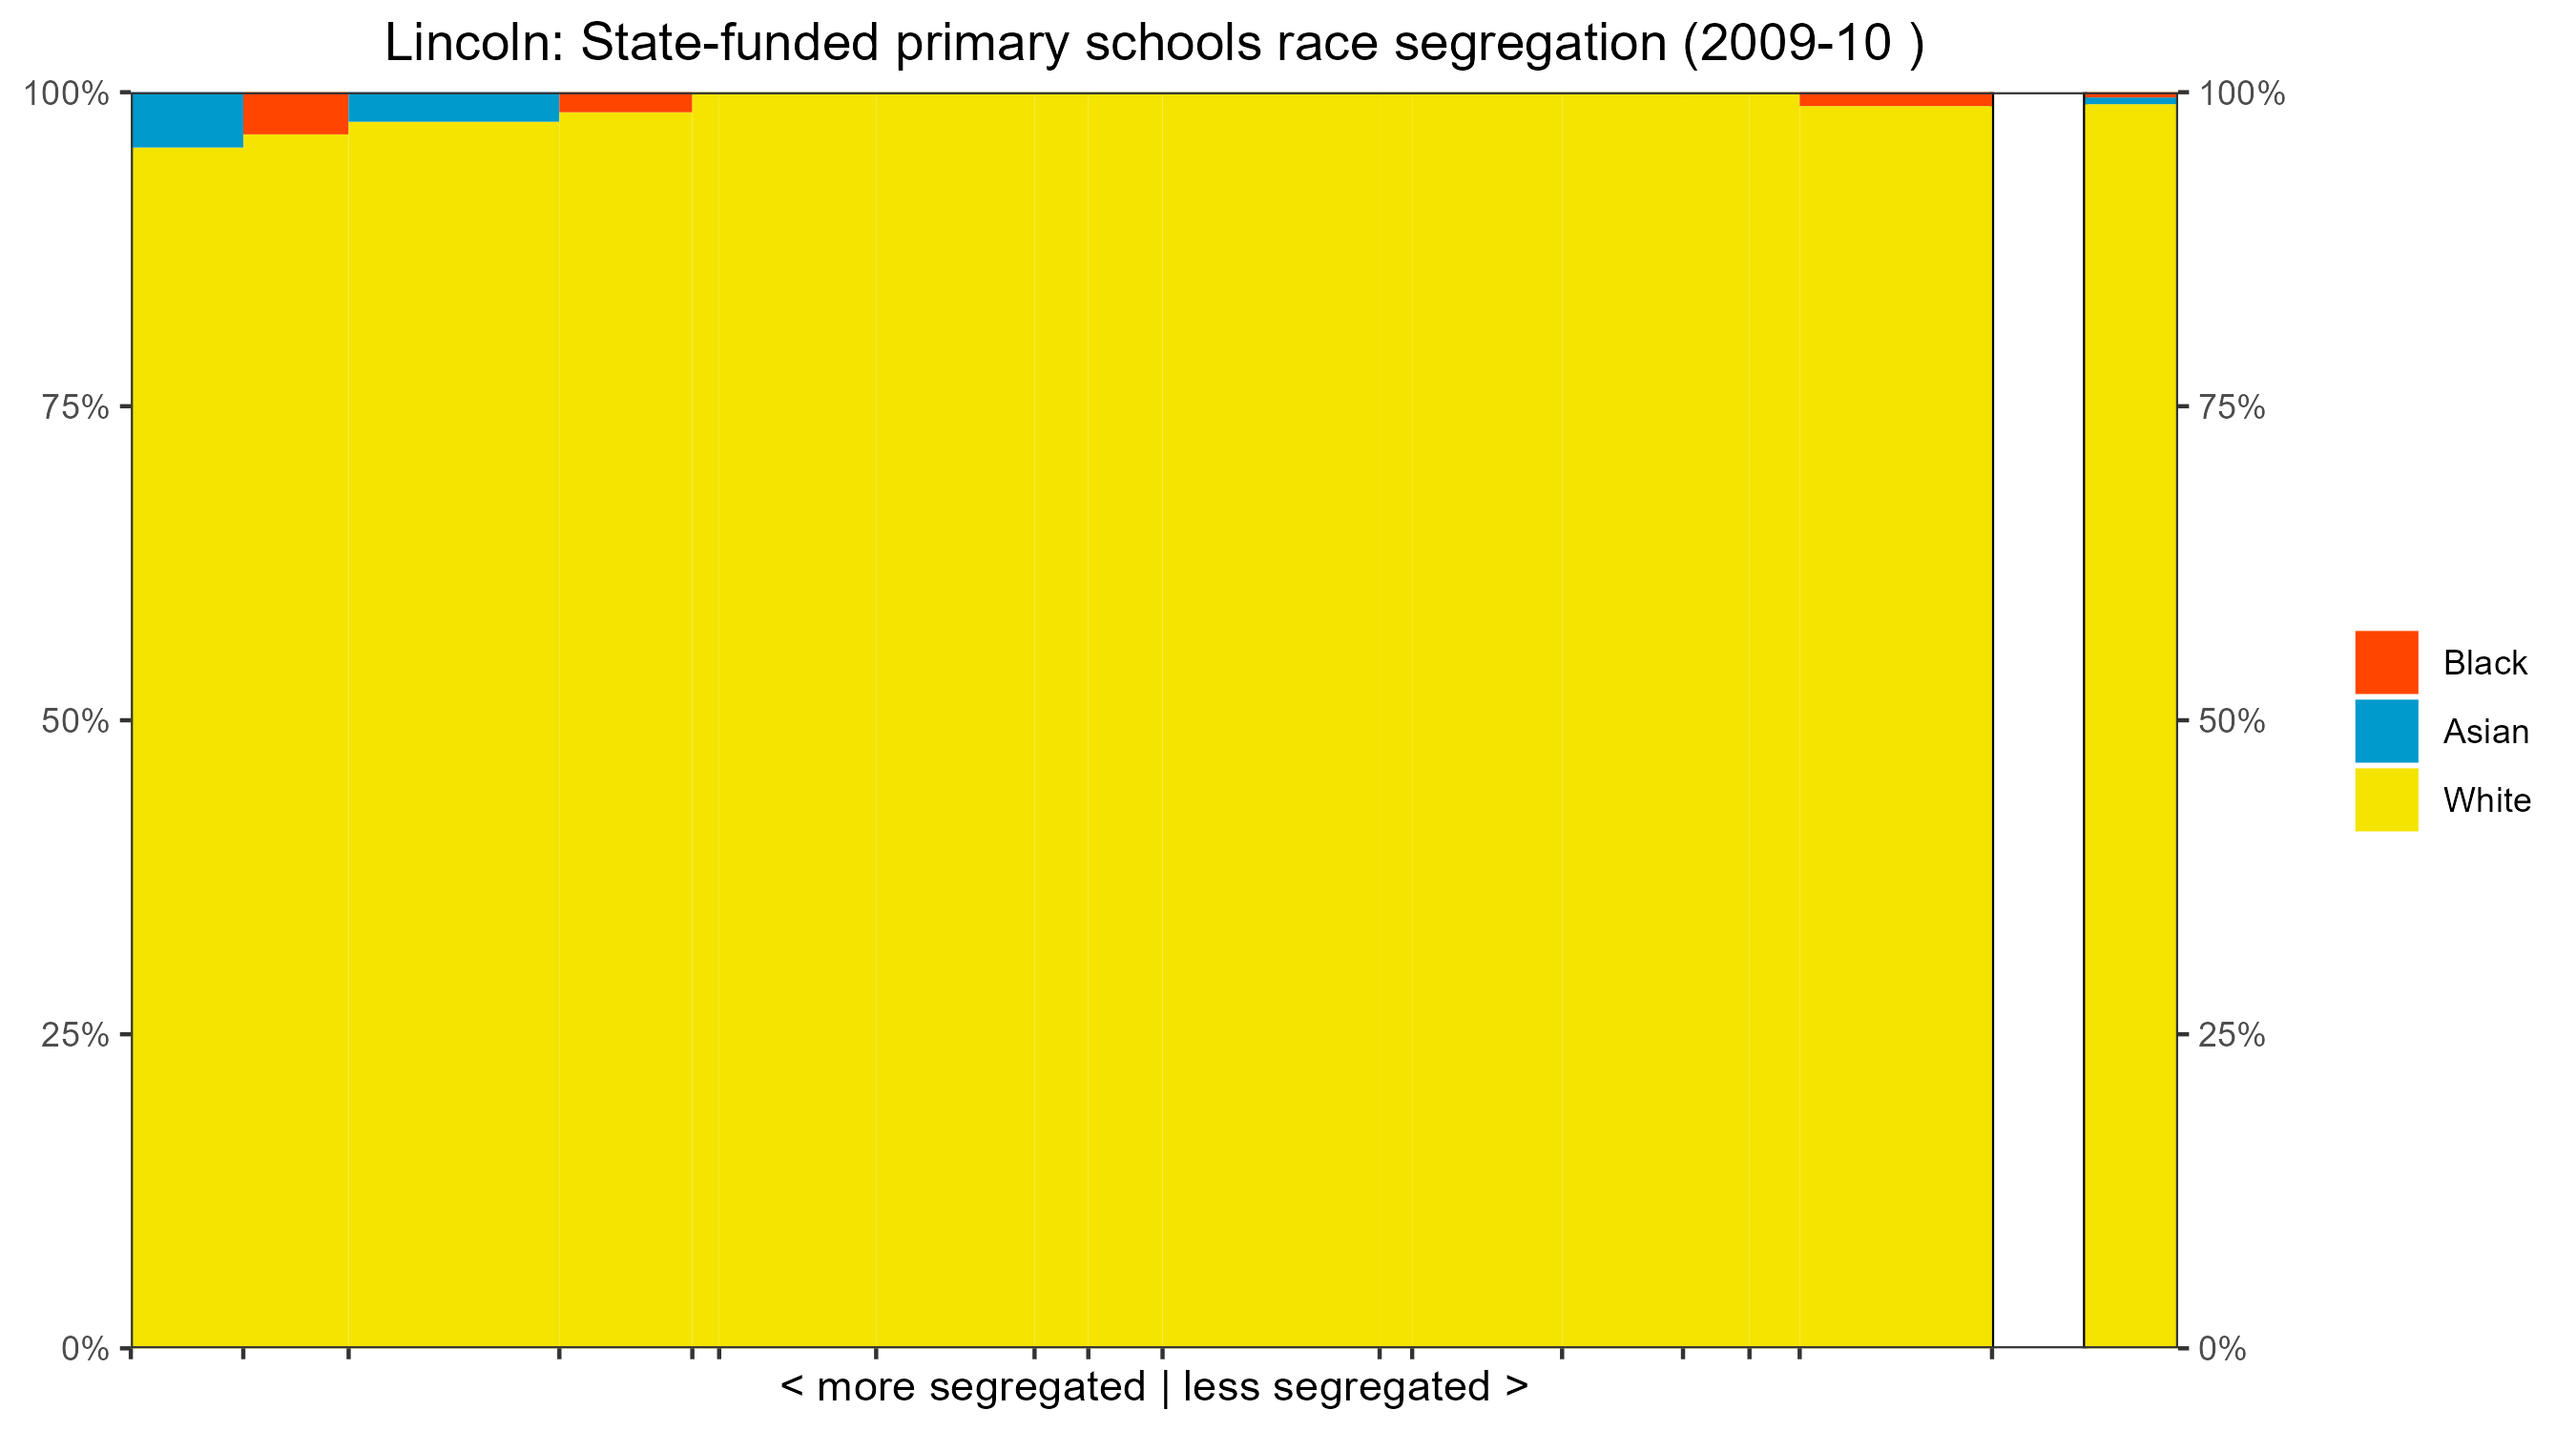 Lincoln: State-funded primary schools race segregation (2009-10 )
100%
75%
50%
25%
0%
100%
75%
50%
25%
0%
< more segregated | less segregated >
Black
Asian
White